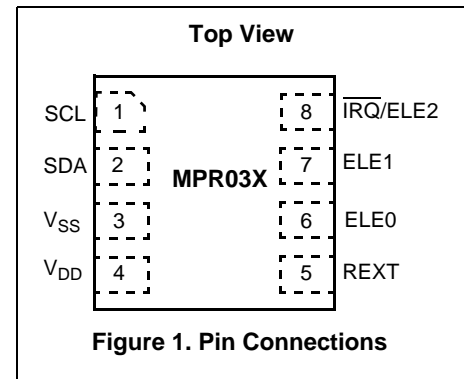 Top View
SCL 1 8 I̅R̅Q̅/ELE2
SDA 2 MPR03X 7 ELE1
VSS 3 6 ELE0
VDD 4 5 REXT
Figure 1. Pin Connections